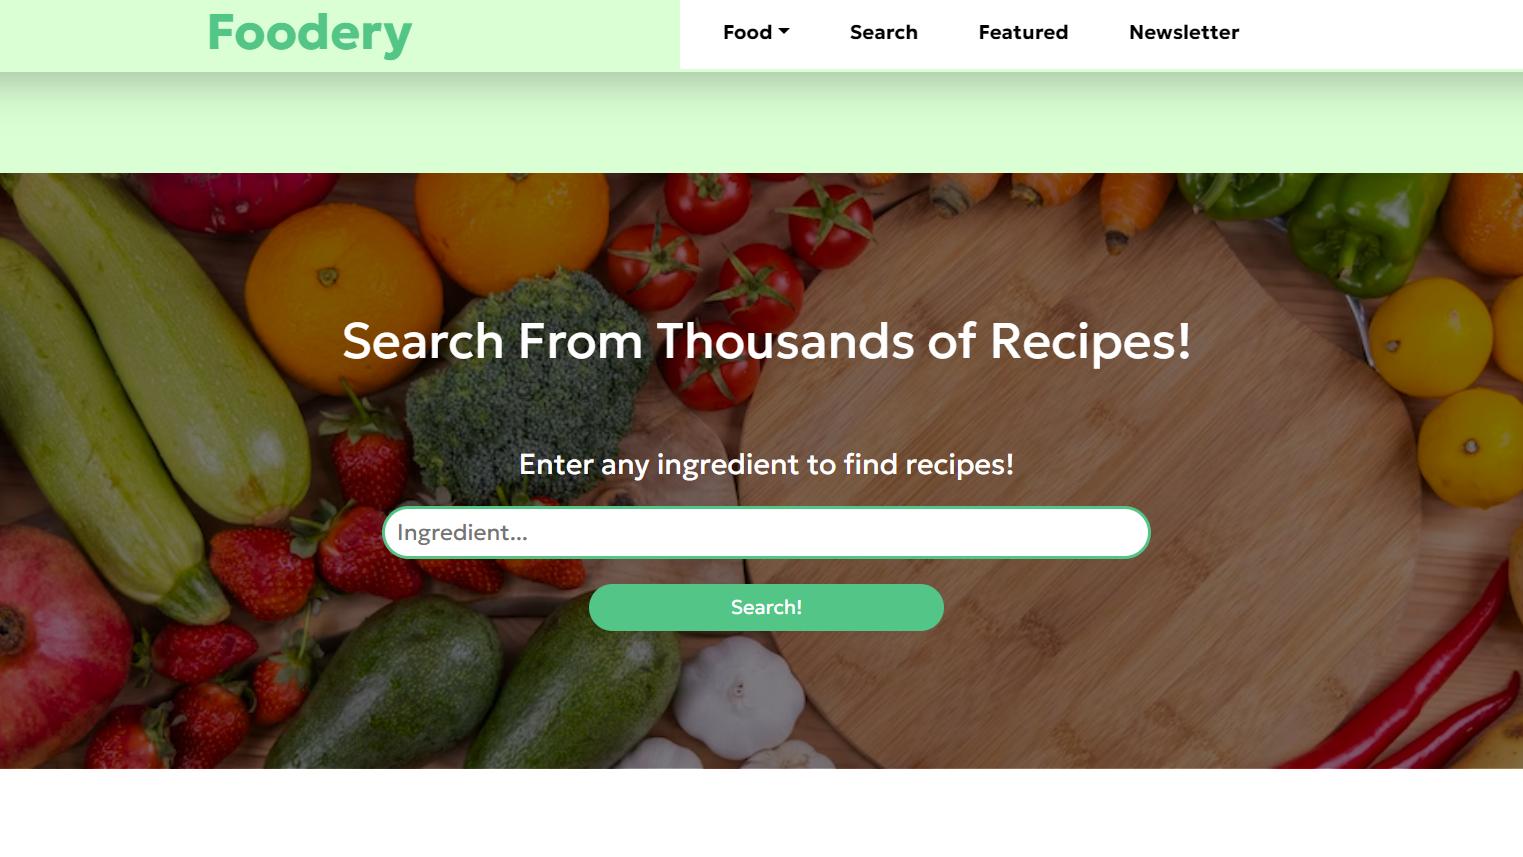 Foodery
Food
Search
Featured
Newsletter
Search From Thousands of Recipes!
Enter any ingredient to find recipes!
Ingredient...
Search!